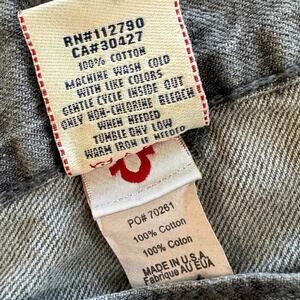 RN#112790
CA#30427
100% COTTON
MACHINE WASH COLD
WITH LIKE COLORS
GENTLE CYCLE INSIDE OUT
ONLY NON-CHLORINE BLEACH
WHEN NEEDED
TUMBLE DRY LOW
WARM IRON IF NEEDED
PO# 70261
100% Cotton
100% Coton
MADE IN U.S.A
Fabrique AU EUA